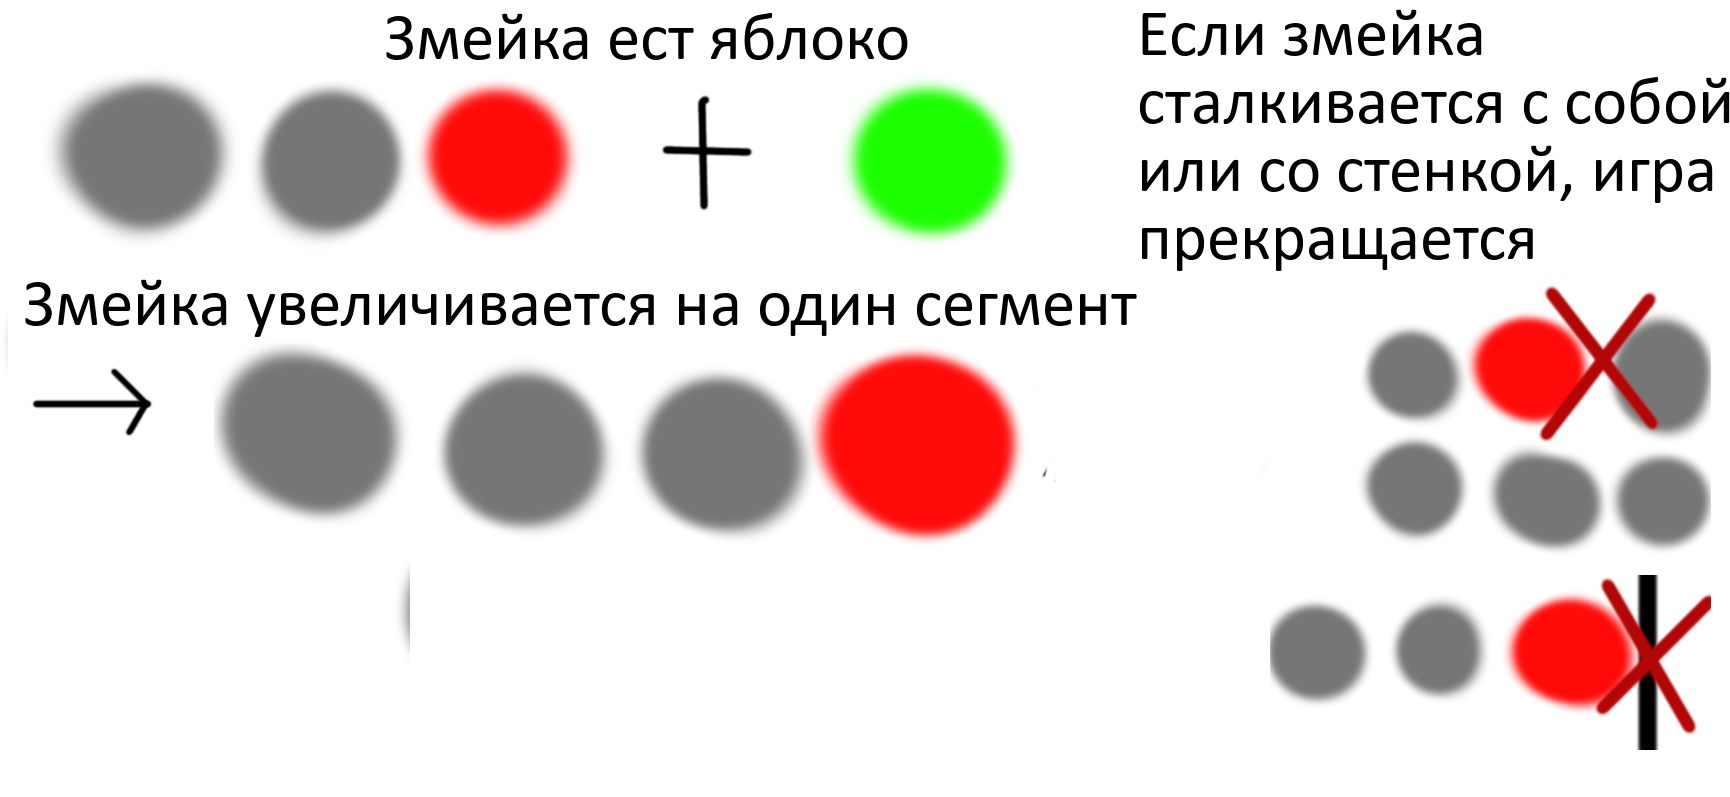 Змейка ест яблоко
Змейка увеличивается на один сегмент
Если змейка
сталкивается с собой
или со стенкой, игра
прекращается